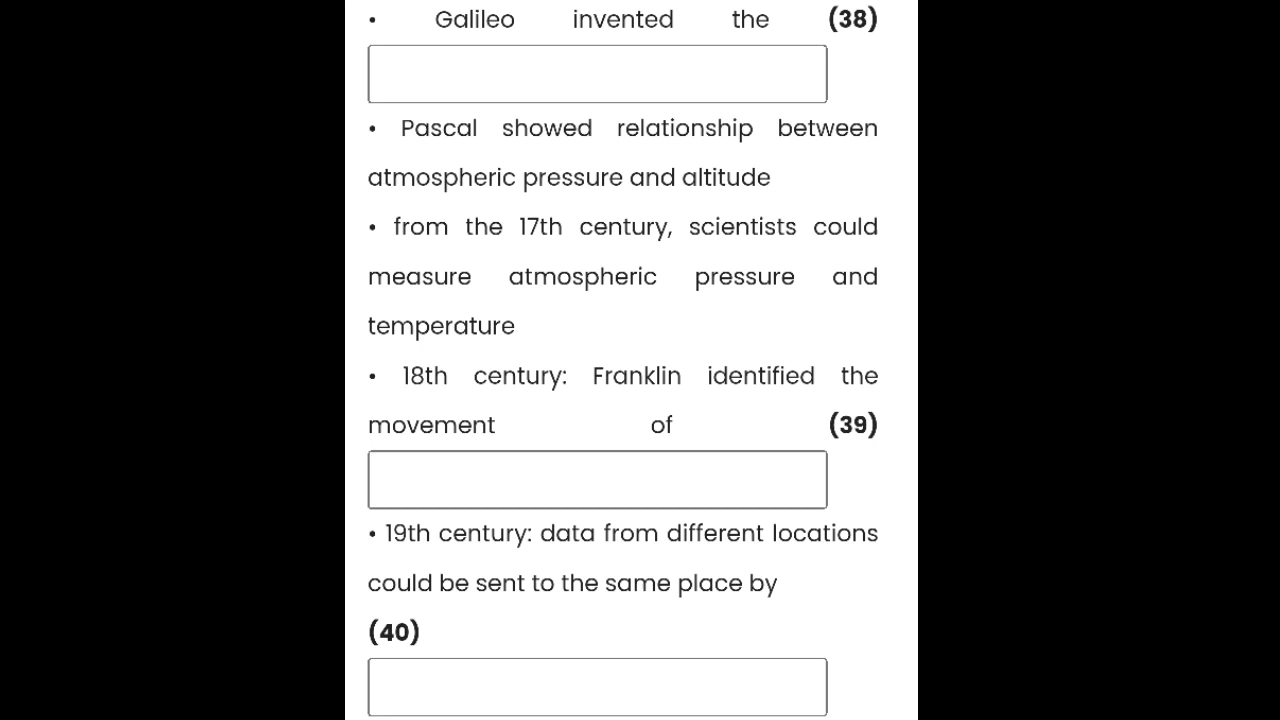 • Galileo invented the (38)
• Pascal showed relationship between
atmospheric pressure and altitude
• from the 17th century, scientists could
measure atmospheric pressure and
temperature
• 18th century: Franklin identified the
movement of (39)
• 19th century: data from different locations
could be sent to the same place by
(40)